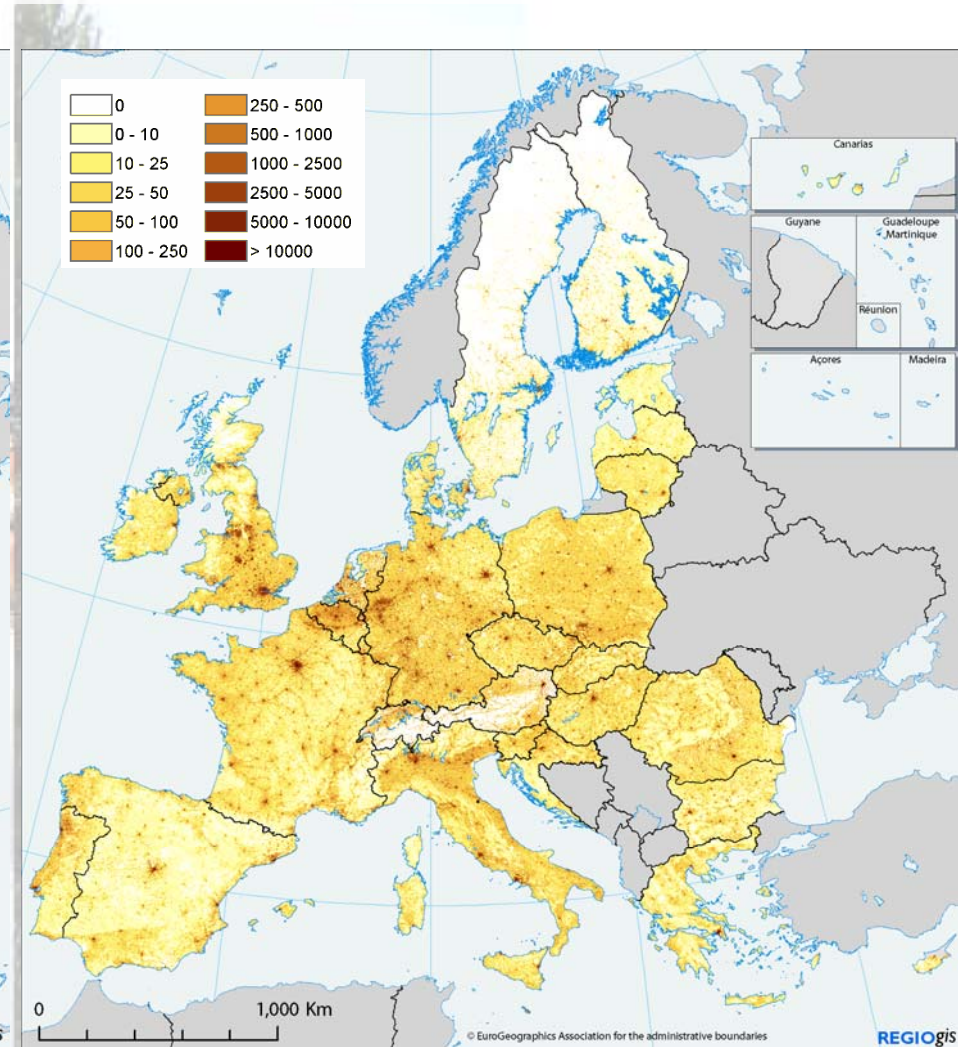 0
0 - 10
10 - 25
25 - 50
50 - 100
100 - 250
250 - 500
500 - 1000
1000 - 2500
2500 - 5000
5000 - 10000
> 10000
Canarias
Guyane
Guadeloupe
Martinique
Réunion
Açores
Madeira
0
1,000 Km
© EuroGeographics Association for the administrative boundaries
REGIOgis